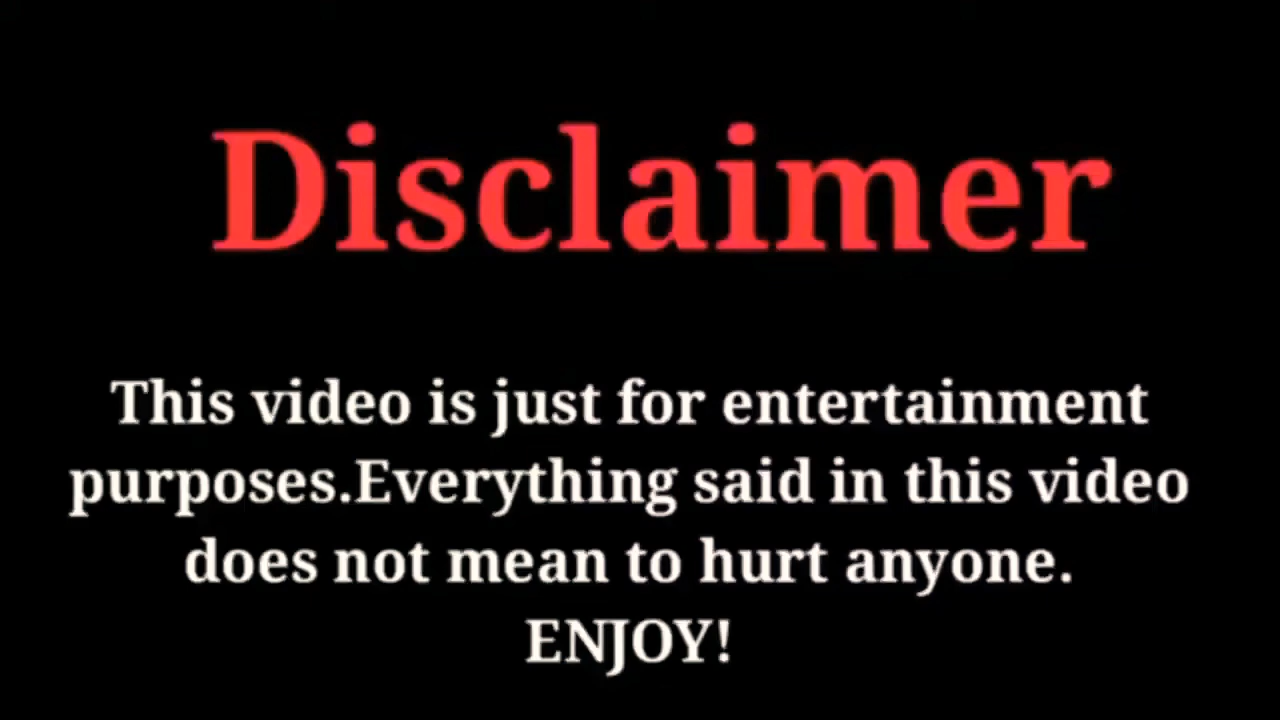 Disclaimer
This video is just for entertainment
purposes.Everything said in this video
does not mean to hurt anyone.
ENJOY!